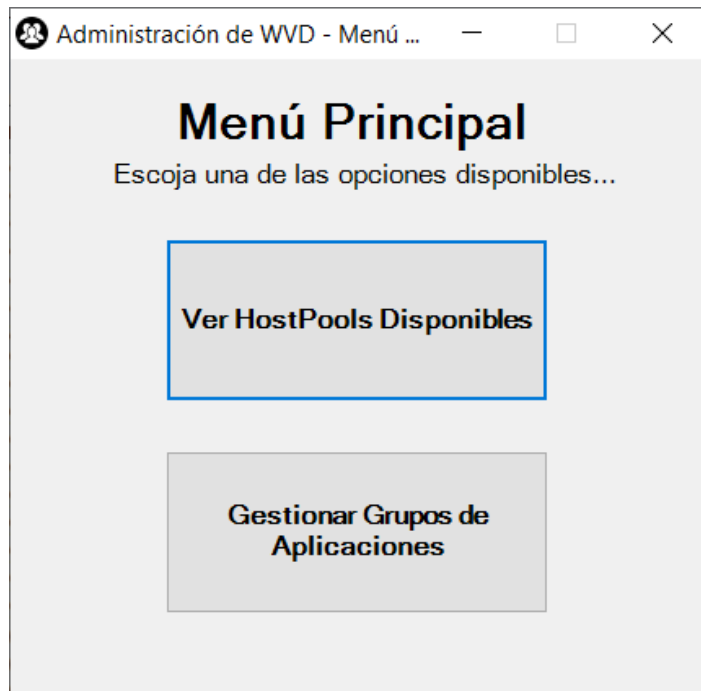 Administración de WVD - Menú ...
Menú Principal
Escoja una de las opciones disponibles...
Ver HostPools Disponibles
Gestionar Grupos de
Aplicaciones